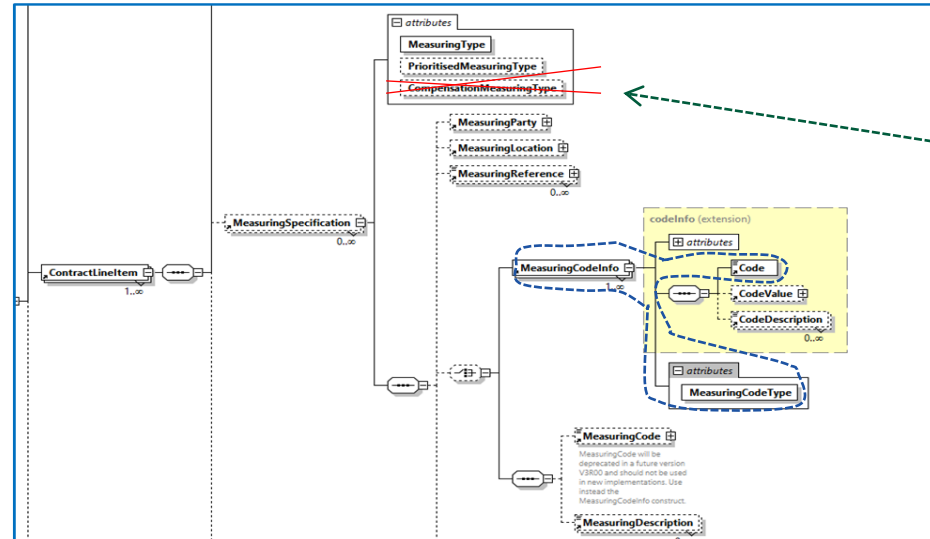 attributes
MeasuringType
PrioritisedMeasuringType
CompensationMeasuringType
MeasuringParty
MeasuringLocation
MeasuringReference
0..∞
MeasuringSpecification
0..∞
codeInfo (extension)
attributes
ContractLineItem
1..∞
MeasuringCodeInfo
1..∞
Code
CodeValue
CodeDescription
0..∞
attributes
MeasuringCodeType
MeasuringCode
MeasuringCode will be
deprecated in a future version
V3R00 and should not be used
in new implementations. Use
instead the
MeasuringCodeInfo construct.
MeasuringDescription